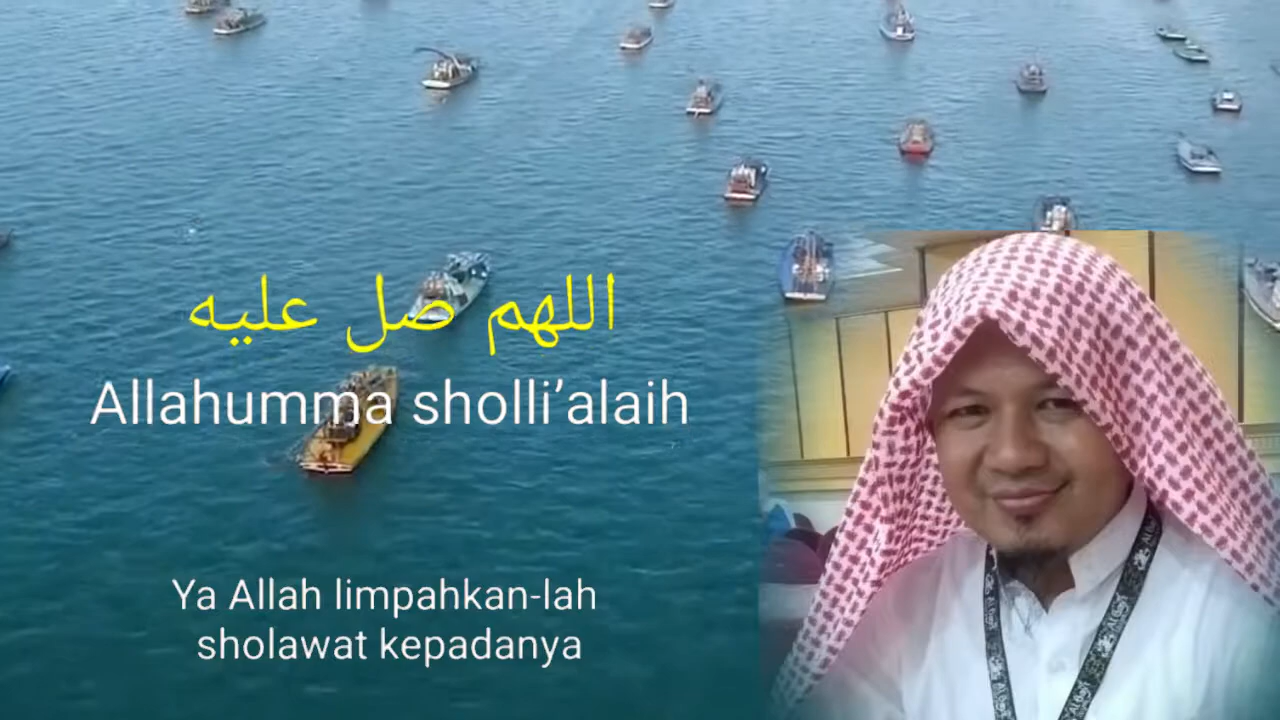 اللهم صل عليه
Allahumma sholli’alaih
Ya Allah limpahkan-lah
sholawat kepadanya